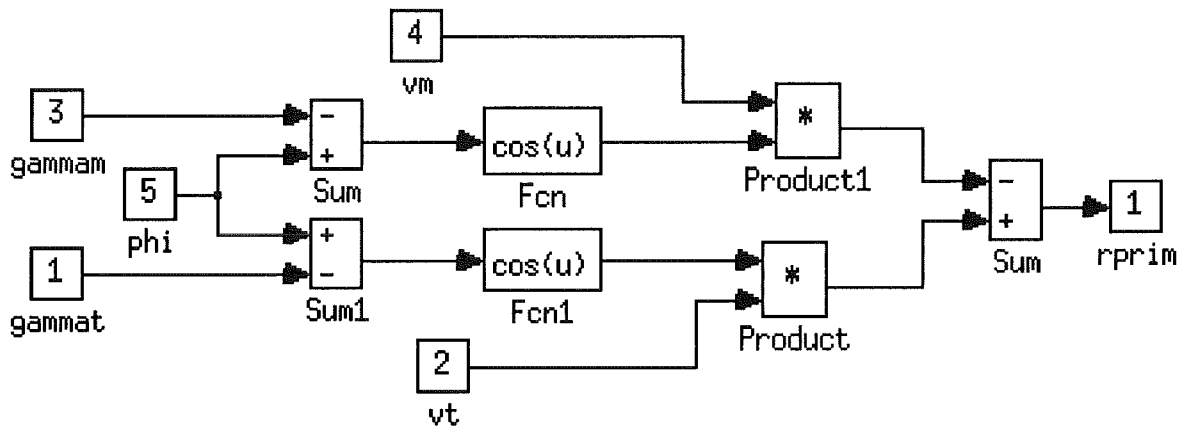 4
vm
3
gammam
-
+
Sum
cos(u)
Fcn
*
Product1
5
phi
-
+
Sum
1
rprim
1
gammat
+
-
Sum1
cos(u)
Fcn1
*
Product
2
vt